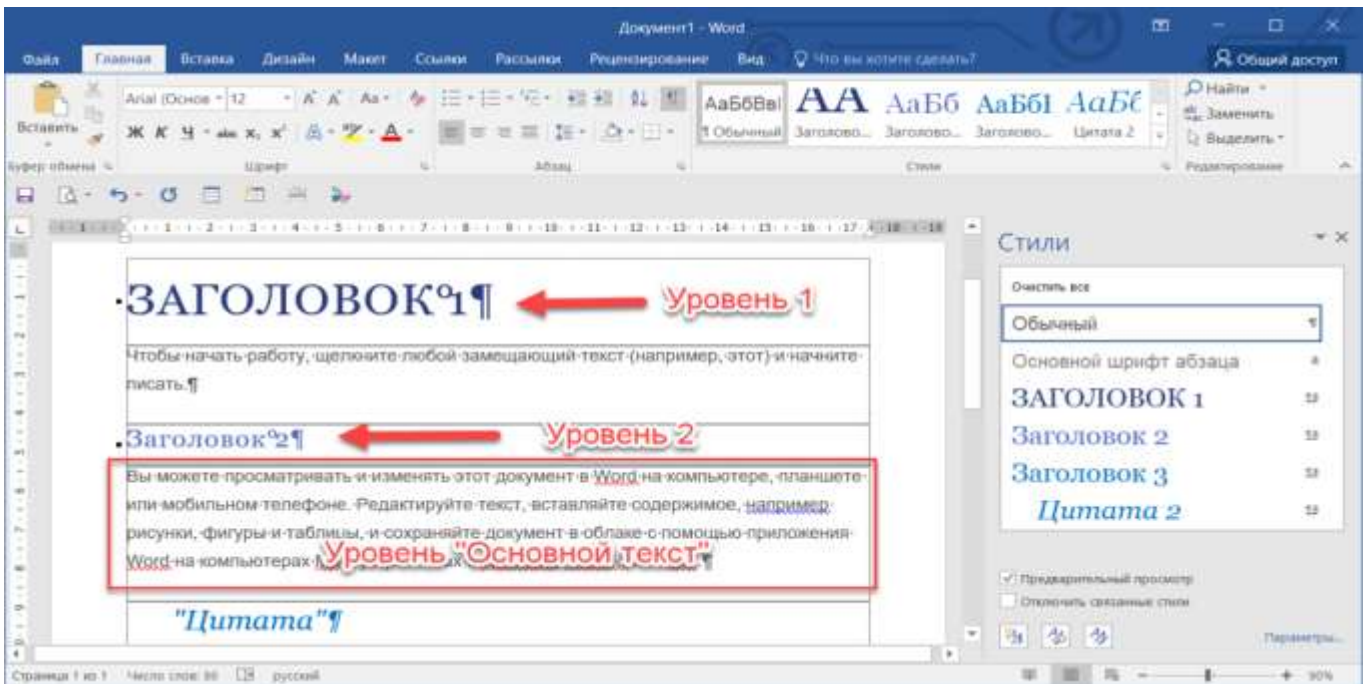 Документ1 - Word
Файл Главная Вставка Дизайн Макет Ссылки Рассылки Рецензирование Вид Что вы хотите сделать? Общий доступ
Вставить
Arial (Основ 12 Aa
Ж К Ч abc x₂ x² A
АаБбВвІ АА АаБб АаБбІ АаБб
¶ Обычный Заголово... Заголово... Заголово... Цитата 2
Найти
Заменить
Выделить
Буфер обмена Шрифт Абзац Стили Редактирование
ЗАГОЛОВОК°1¶ Уровень 1
Чтобы·начать·работу,·щелкните·любой·замещающий·текст·(например,·этот)·и·начните·
писать.¶
Заголовок°2¶ Уровень 2
Вы·можете·просматривать·и·изменять·этот·документ·в·Word·на·компьютере,·планшете·
или·мобильном·телефоне.·Редактируйте·текст,·вставляйте·содержимое,·например·
рисунки,·фигуры·и·таблицы,·и·сохраняйте·документ·в·облаке·с·помощью·приложения·
Word·на·компьютерах
Уровень "Основной текст"
"Цитата"¶
Стили
Очистить все
Обычный ¶
Основной шрифт абзаца a
ЗАГОЛОВОК 1
Заголовок 2
Заголовок 3
Цитата 2
Предварительный просмотр
Отключить связанные стили
Параметры...
Страница 1 из 1 Число слов: 86 русский 90%